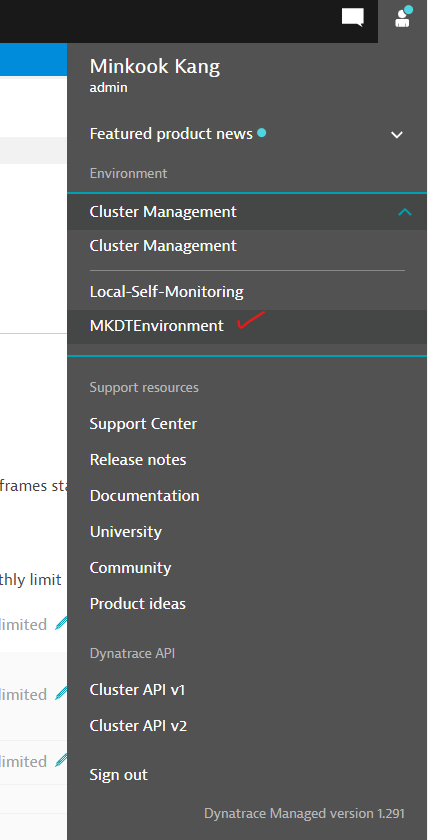 Minkook Kang
admin
Featured product news
Environment
Cluster Management
Cluster Management
Local-Self-Monitoring
MKDTEnvironment
Support resources
Support Center
frames sta
Release notes
Documentation
University
Community
thly limit
Product ideas
limited
Dynatrace API
Cluster API v1
limited
Cluster API v2
limited
Sign out
Dynatrace Managed version 1.291